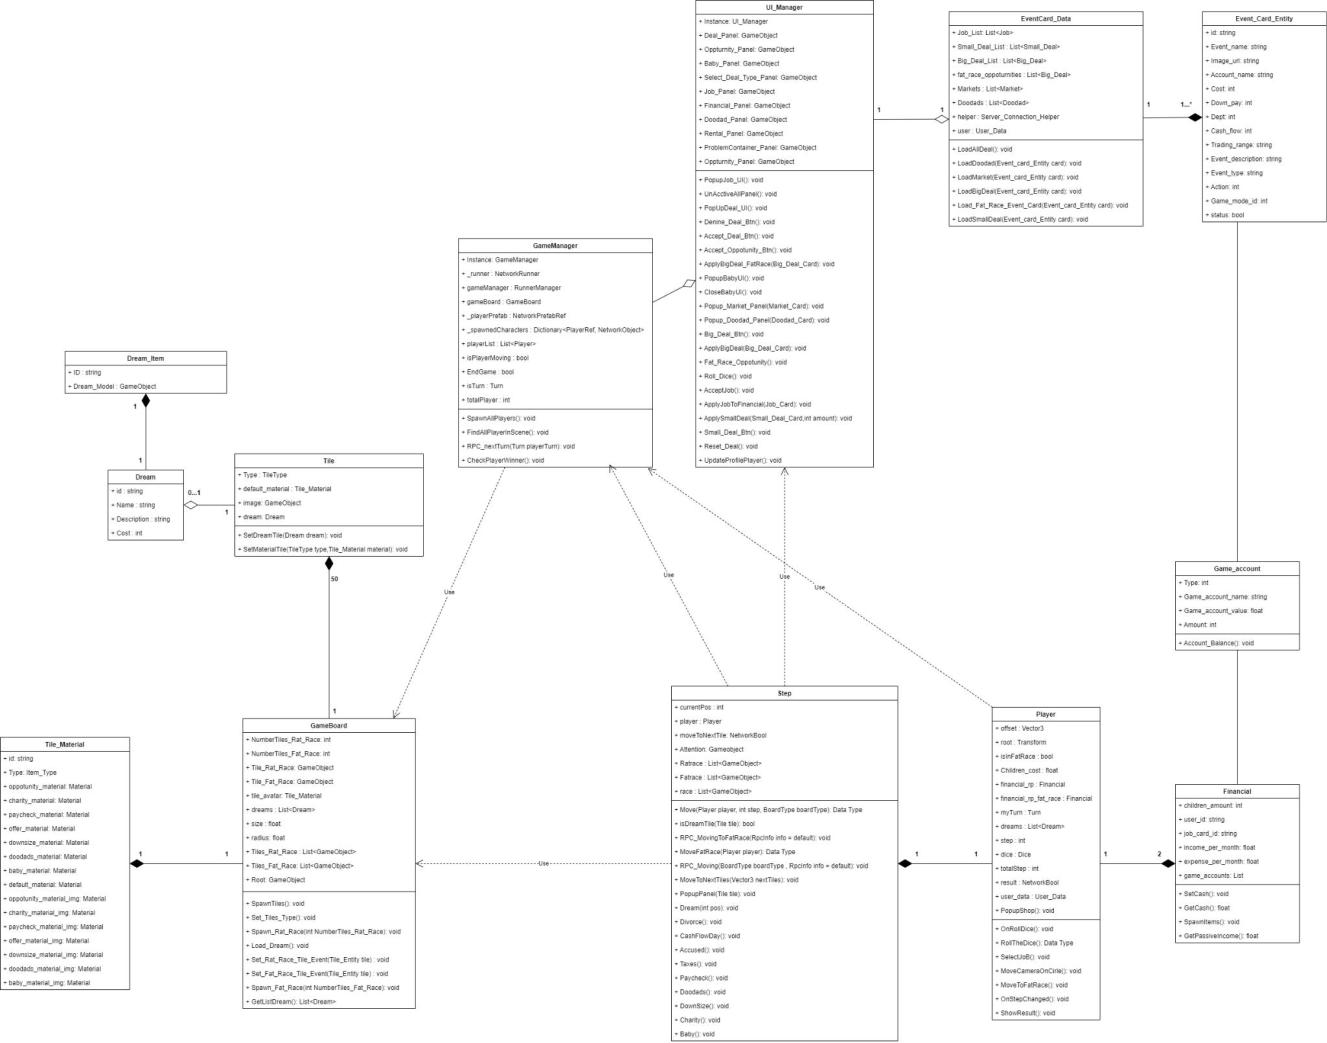 UI_Manager
+ Instance: UI_Manager
+ Deal_Panel: GameObject
+ Oppturnity_Panel: GameObject
+ Baby_Panel: GameObject
+ Select_Deal_Type_Panel: GameObject
+ Job_Panel: GameObject
+ Financial_Panel: GameObject
+ Doodad_Panel: GameObject
+ Rental_Panel: GameObject
+ ProblemContainer_Panel: GameObject
+ Oppturnity_Panel: GameObject
+ PopupJob_UI(): void
+ UnAcctiveAllPanel(): void
+ PopUpDeal_UI(): void
+ Denine_Deal_Btn(): void
+ Accept_Deal_Btn(): void
+ Accept_Oppotunity_Btn(): void
+ ApplyBigDeal_FatRace(Big_Deal_Card): void
+ PopupBabyUI(): void
+ CloseBabyUI(): void
+ Popup_Market_Panel(Market_Card): void
+ Popup_Doodad_Panel(Doodad_Card): void
+ Big_Deal_Btn(): void
+ ApplyBigDeal(Big_Deal_Card): void
+ Fat_Race_Oppotunity(): void
+ Roll_Dice(): void
+ AcceptJob(): void
+ ApplyJobToFinancial(Job_Card): void
+ ApplySmallDeal(Small_Deal_Card,int amount): void
+ Small_Deal_Btn(): void
+ Reset_Deal(): void
+ UpdateProfilePlayer(): void
1
1
EventCard_Data
+ Job_List: List<Job>
+ Small_Deal_List : List<Small_Deal>
+ Big_Deal_List : List<Big_Deal>
+ fat_race_oppotumities : List<Big_Deal>
+ Markets : List<Market>
+ Doodads : List<Doodad>
+ helper : Server_Connection_Helper
+ user : User_Data
+ LoadAllDeal(): void
+ LoadDoodad(Event_card_Entity card): void
+ LoadMarket(Event_card_Entity card): void
+ LoadBigDeal(Event_card_Entity card): void
+ Load_Fat_Race_Event_Card(Event_card_Entity card): void
+ LoadSmallDeal(Event_card_Entity card): void
1
1...*
Event_Card_Entity
+ id: string
+ Event_name: string
+ Image_url: string
+ Account_name: string
+ Cost: int
+ Down_pay: int
+ Dept: int
+ Cash_flow: int
+ Trading_range: string
+ Event_description: string
+ Event_type: string
+ Action: int
+ Game_mode_id: int
+ status: bool
GameManager
+ Instance: GameManager
+ _runner : NetworkRunner
+ gameManager : RunnerManager
+ gameBoard : GameBoard
+ _playerPrefab : NetworkPrefabRef
+ _spawnedCharacters : Dictionary<PlayerRef, NetworkObject>
+ playerList : List<Player>
+ isPlayerMoving : bool
+ EndGame : bool
+ isTurn : Turn
+ totalPlayer : int
+ SpawnAllPlayers(): void
+ FindAllPlayerInScene(): void
+ RPC_nextTurn(Turn playerTurn): void
+ CheckPlayerWinner(): void
Dream_Item
+ ID : string
+ Dream_Model : GameObject
1
1
Dream
+ id : string
+ Name : string
+ Description : string
+ Cost : int
0...1
1
Tile
+ Type : TileType
+ default_material : Tile_Material
+ image: GameObject
+ dream: Dream
+ SetDreamTile(Dream dream): void
+ SetMaterialTile(TileType type,Tile_Material material): void
50
1
Use
Use
Use
Use
Game_account
+ Type: int
+ Game_account_name: string
+ Game_account_value: float
+ Amount: int
+ Account_Balance(): void
Tile_Material
+ id: string
+ Type: Item_Type
+ oppotunity_material: Material
+ charity_material: Material
+ paycheck_material: Material
+ offer_material: Material
+ downsize_material: Material
+ doodads_material: Material
+ baby_material: Material
+ default_material: Material
+ oppotunity_material_img: Material
+ charity_material_img: Material
+ paycheck_material_img: Material
+ offer_material_img: Material
+ downsize_material_img: Material
+ doodads_material_img: Material
+ baby_material_img: Material
1
1
GameBoard
+ NumberTiles_Rat_Race: int
+ NumberTiles_Fat_Race: int
+ Tile_Rat_Race: GameObject
+ Tile_Fat_Race: GameObject
+ tile_avatar: Tile_Material
+ dreams : List<Dream>
+ size : float
+ radius: float
+ Tiles_Rat_Race : List<GameObject>
+ Tiles_Fat_Race: List<GameObject>
+ Root: GameObject
+ SpawnTiles(): void
+ Set_Tiles_Type(): void
+ Spawn_Rat_Race(int NumberTiles_Rat_Race): void
+ Load_Dream(): void
+ Set_Rat_Race_Tile_Event(Tile_Entity tile) : void
+ Set_Fat_Race_Tile_Event(Tile_Entity tile): void
+ Spawn_Fat_Race(int NumberTiles_Fat_Race): void
+ GetListDream(): List<Dream>
Use
Step
+ currentPos : int
+ player : Player
+ moveToNextTile: NetworkBool
+ Attention: Gameobject
+ Ratrace : List<GameObject>
+ Fatrace : List<GameObject>
+ race : List<GameObject>
+ Move(Player player, int step, BoardType boardType): Data Type
+ isDreamTile(Tile tile): bool
+ RPC_MovingToFatRace(RpcInfo info = default): void
+ MoveFatRace(Player player): Data Type
+ RPC_Moving(BoardType boardType , RpcInfo info = default): void
+ MoveToNextTiles(Vector3 nextTiles): void
+ PopupPanel(Tile tile): void
+ Dream(int pos): void
+ Divorce(): void
+ CashFlowDay(): void
+ Accused(): void
+ Taxes(): void
+ Paycheck(): void
+ Doodads(): void
+ DownSize(): void
+ Charity(): void
+ Baby(): void
1
1
Player
+ offset : Vector3
+ root : Transform
+ isInFatRace : bool
+ Children_cost : float
+ financial_rp : Financial
+ financial_rp_fat_race : Financial
+ myTurn : Turn
+ dreams : List<Dream>
+ step : int
+ dice : Dice
+ totalStep : int
+ result : NetworkBool
+ user_data : User_Data
+ PopupShop(): void
+ OnRollDice(): void
+ RollTheDice(): Data Type
+ SelectJoB(): void
+ MoveCameraOnCirle(): void
+ MoveToFatRace(): void
+ OnStepChanged(): void
+ ShowResult(): void
1
2
Financial
+ children_amount: int
+ user_id: string
+ job_card_id: string
+ income_per_month: float
+ expense_per_month: float
+ game_accounts: List
+ SetCash(): void
+ GetCash(): float
+ SpawnItems(): void
+ GetPassiveIncome(): float